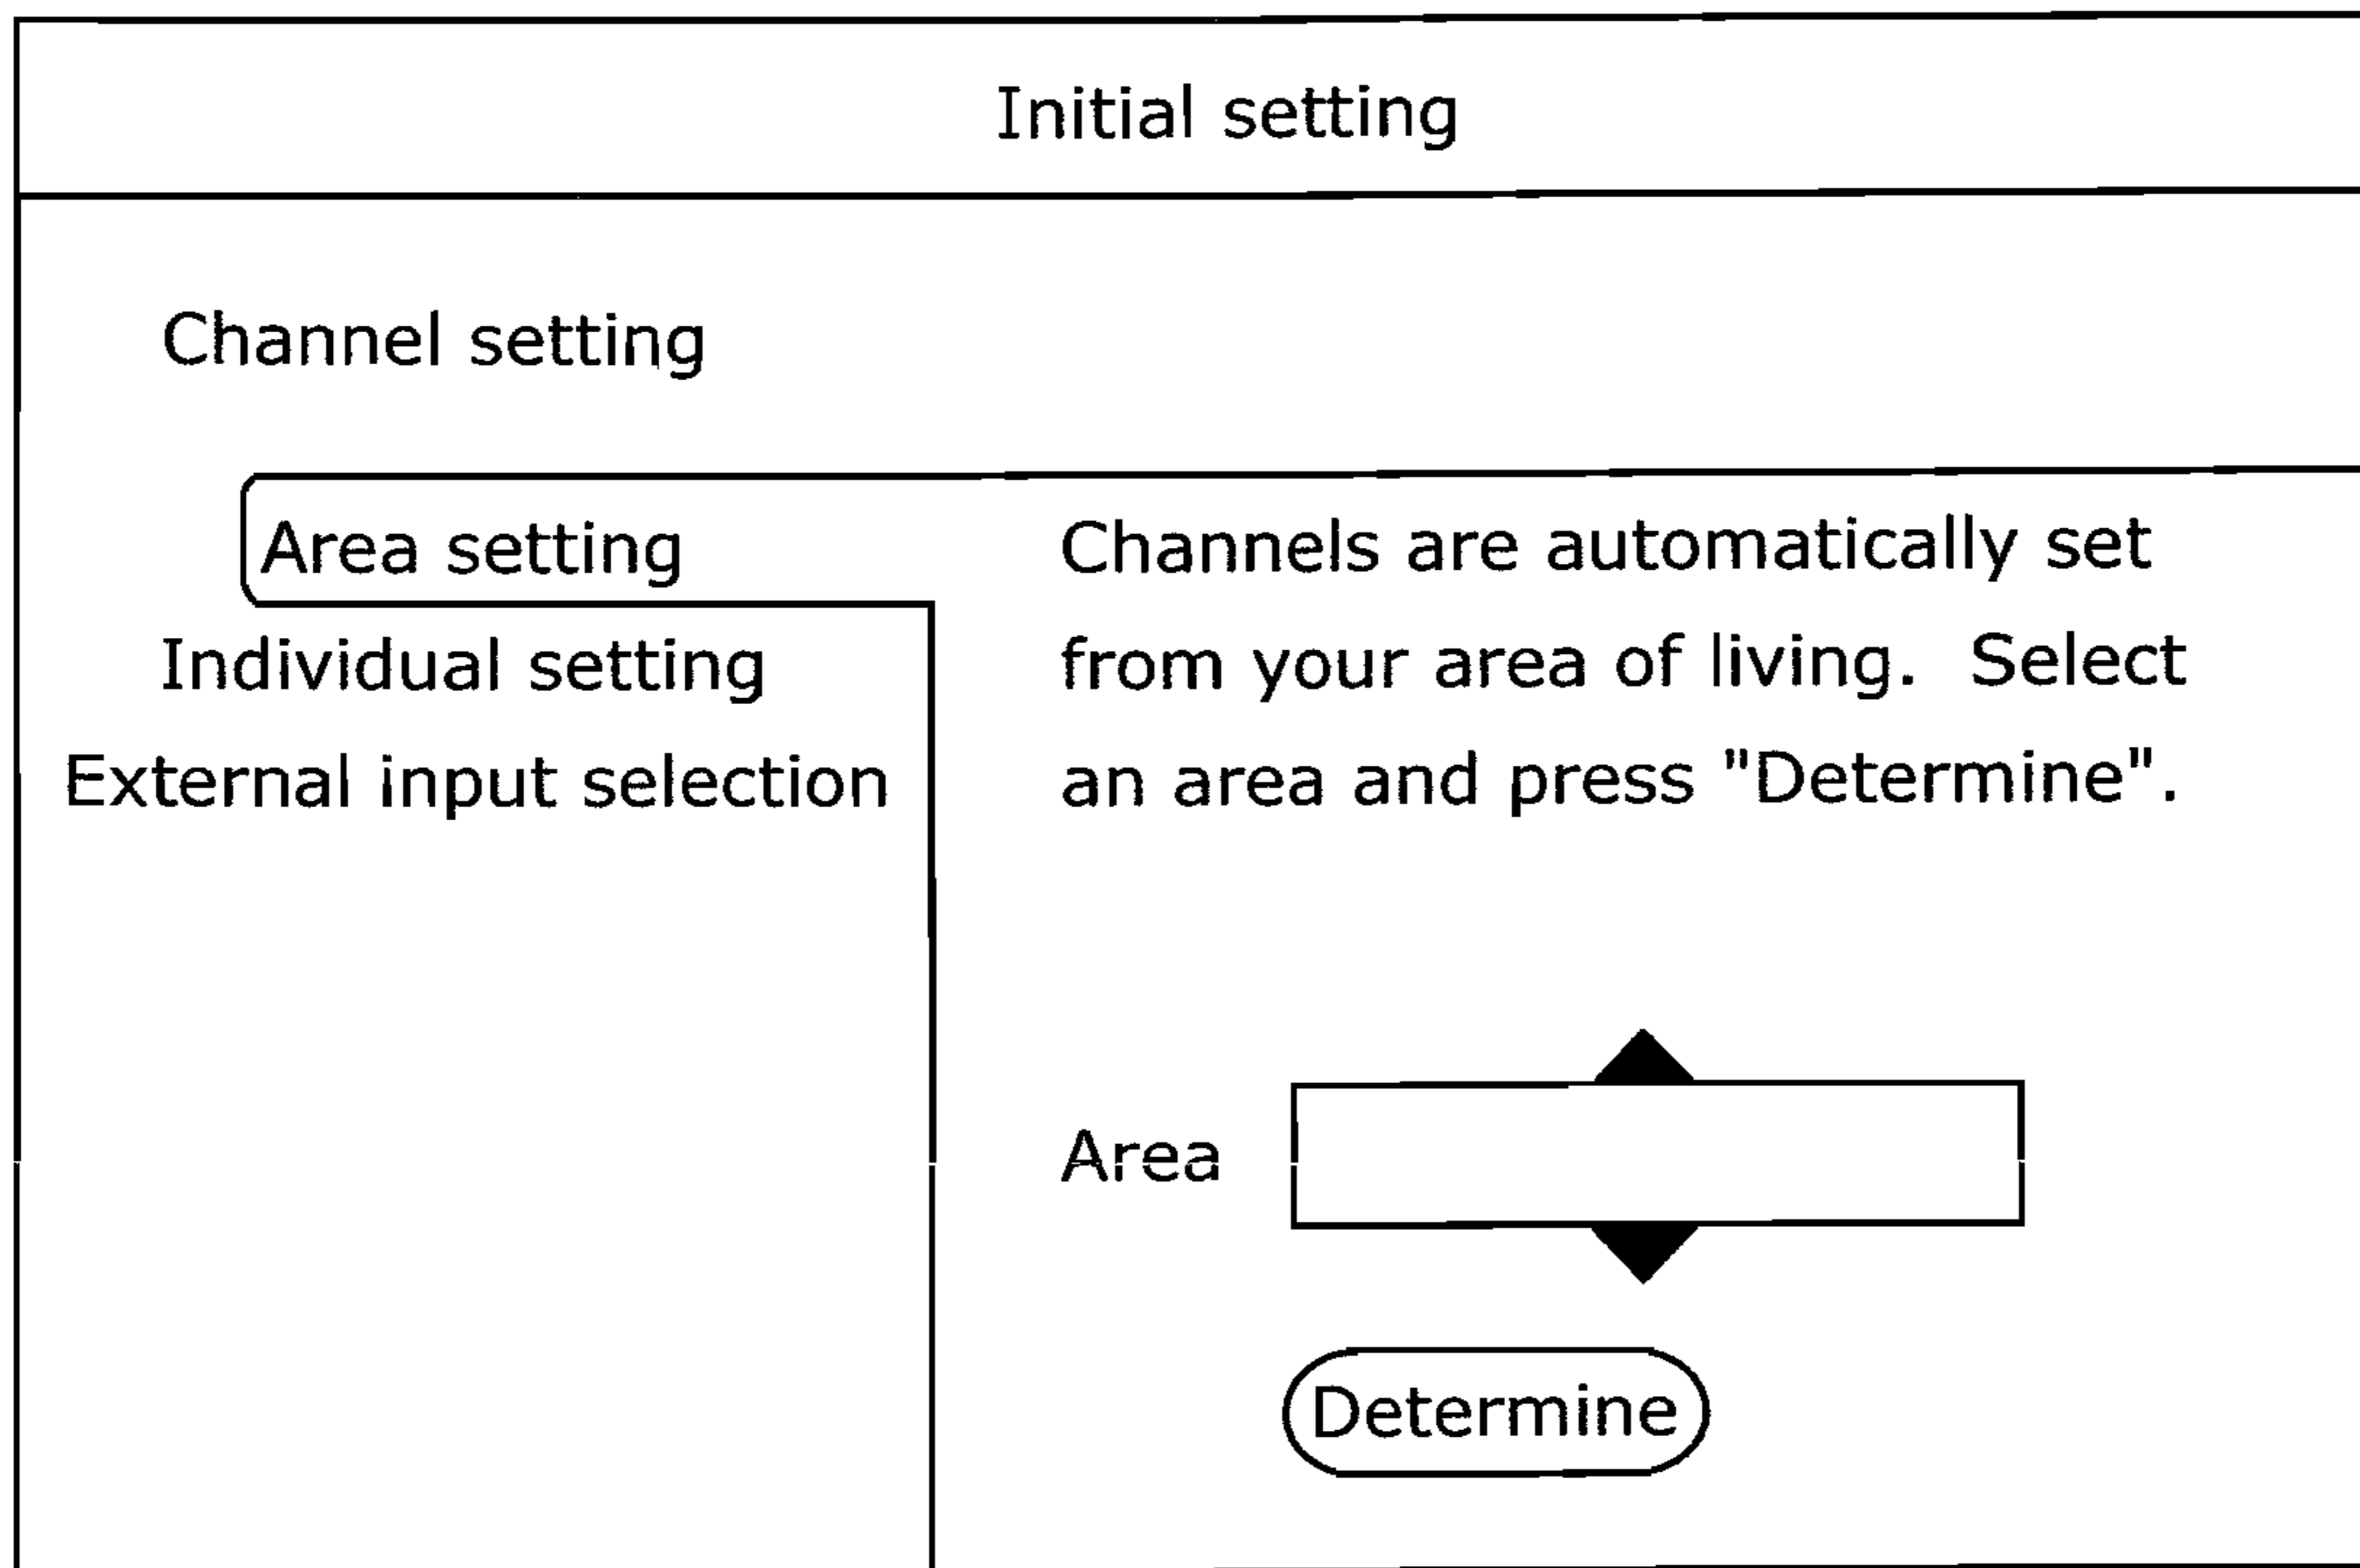 Initial setting
Channel setting
Area setting
Individual setting
External input selection
Channels are automatically set
from your area of living.  Select
an area and press "Determine".
Area
Determine